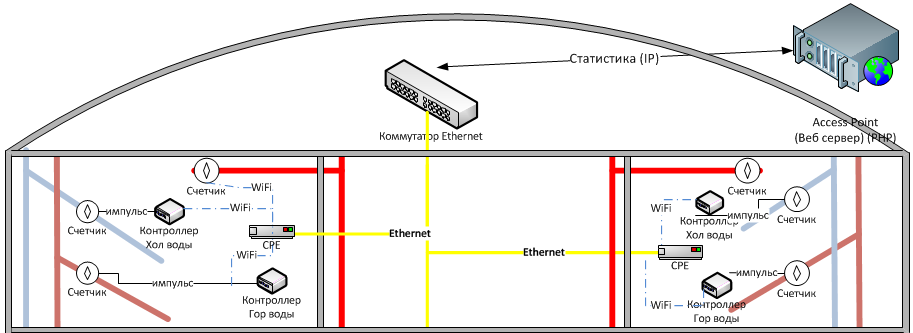 Статистика (IP)
Access Point
(Веб сервер) (PHP)
Коммутатор Ethernet
Счетчик
WiFi
WiFi
импульс
Счетчик
Контроллер
Хол воды
CPE
Ethernet
WiFi
Счетчик
импульс
Контроллер
Гор воды
Счетчик
WiFi
Контроллер
Хол воды
импульс
Счетчик
Ethernet
CPE
WiFi
Контроллер
Гор воды
импульс
Счетчик